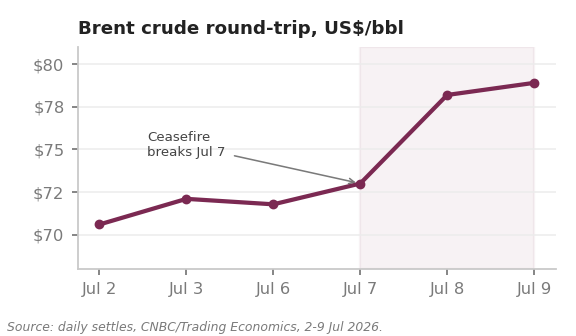 Brent crude round-trip, US$/bbl
$80
$78
$75
$72
$70
Ceasefire
breaks Jul 7
Jul 2
Jul 3
Jul 6
Jul 7
Jul 8
Jul 9
Source: daily settles, CNBC/Trading Economics, 2-9 Jul 2026.